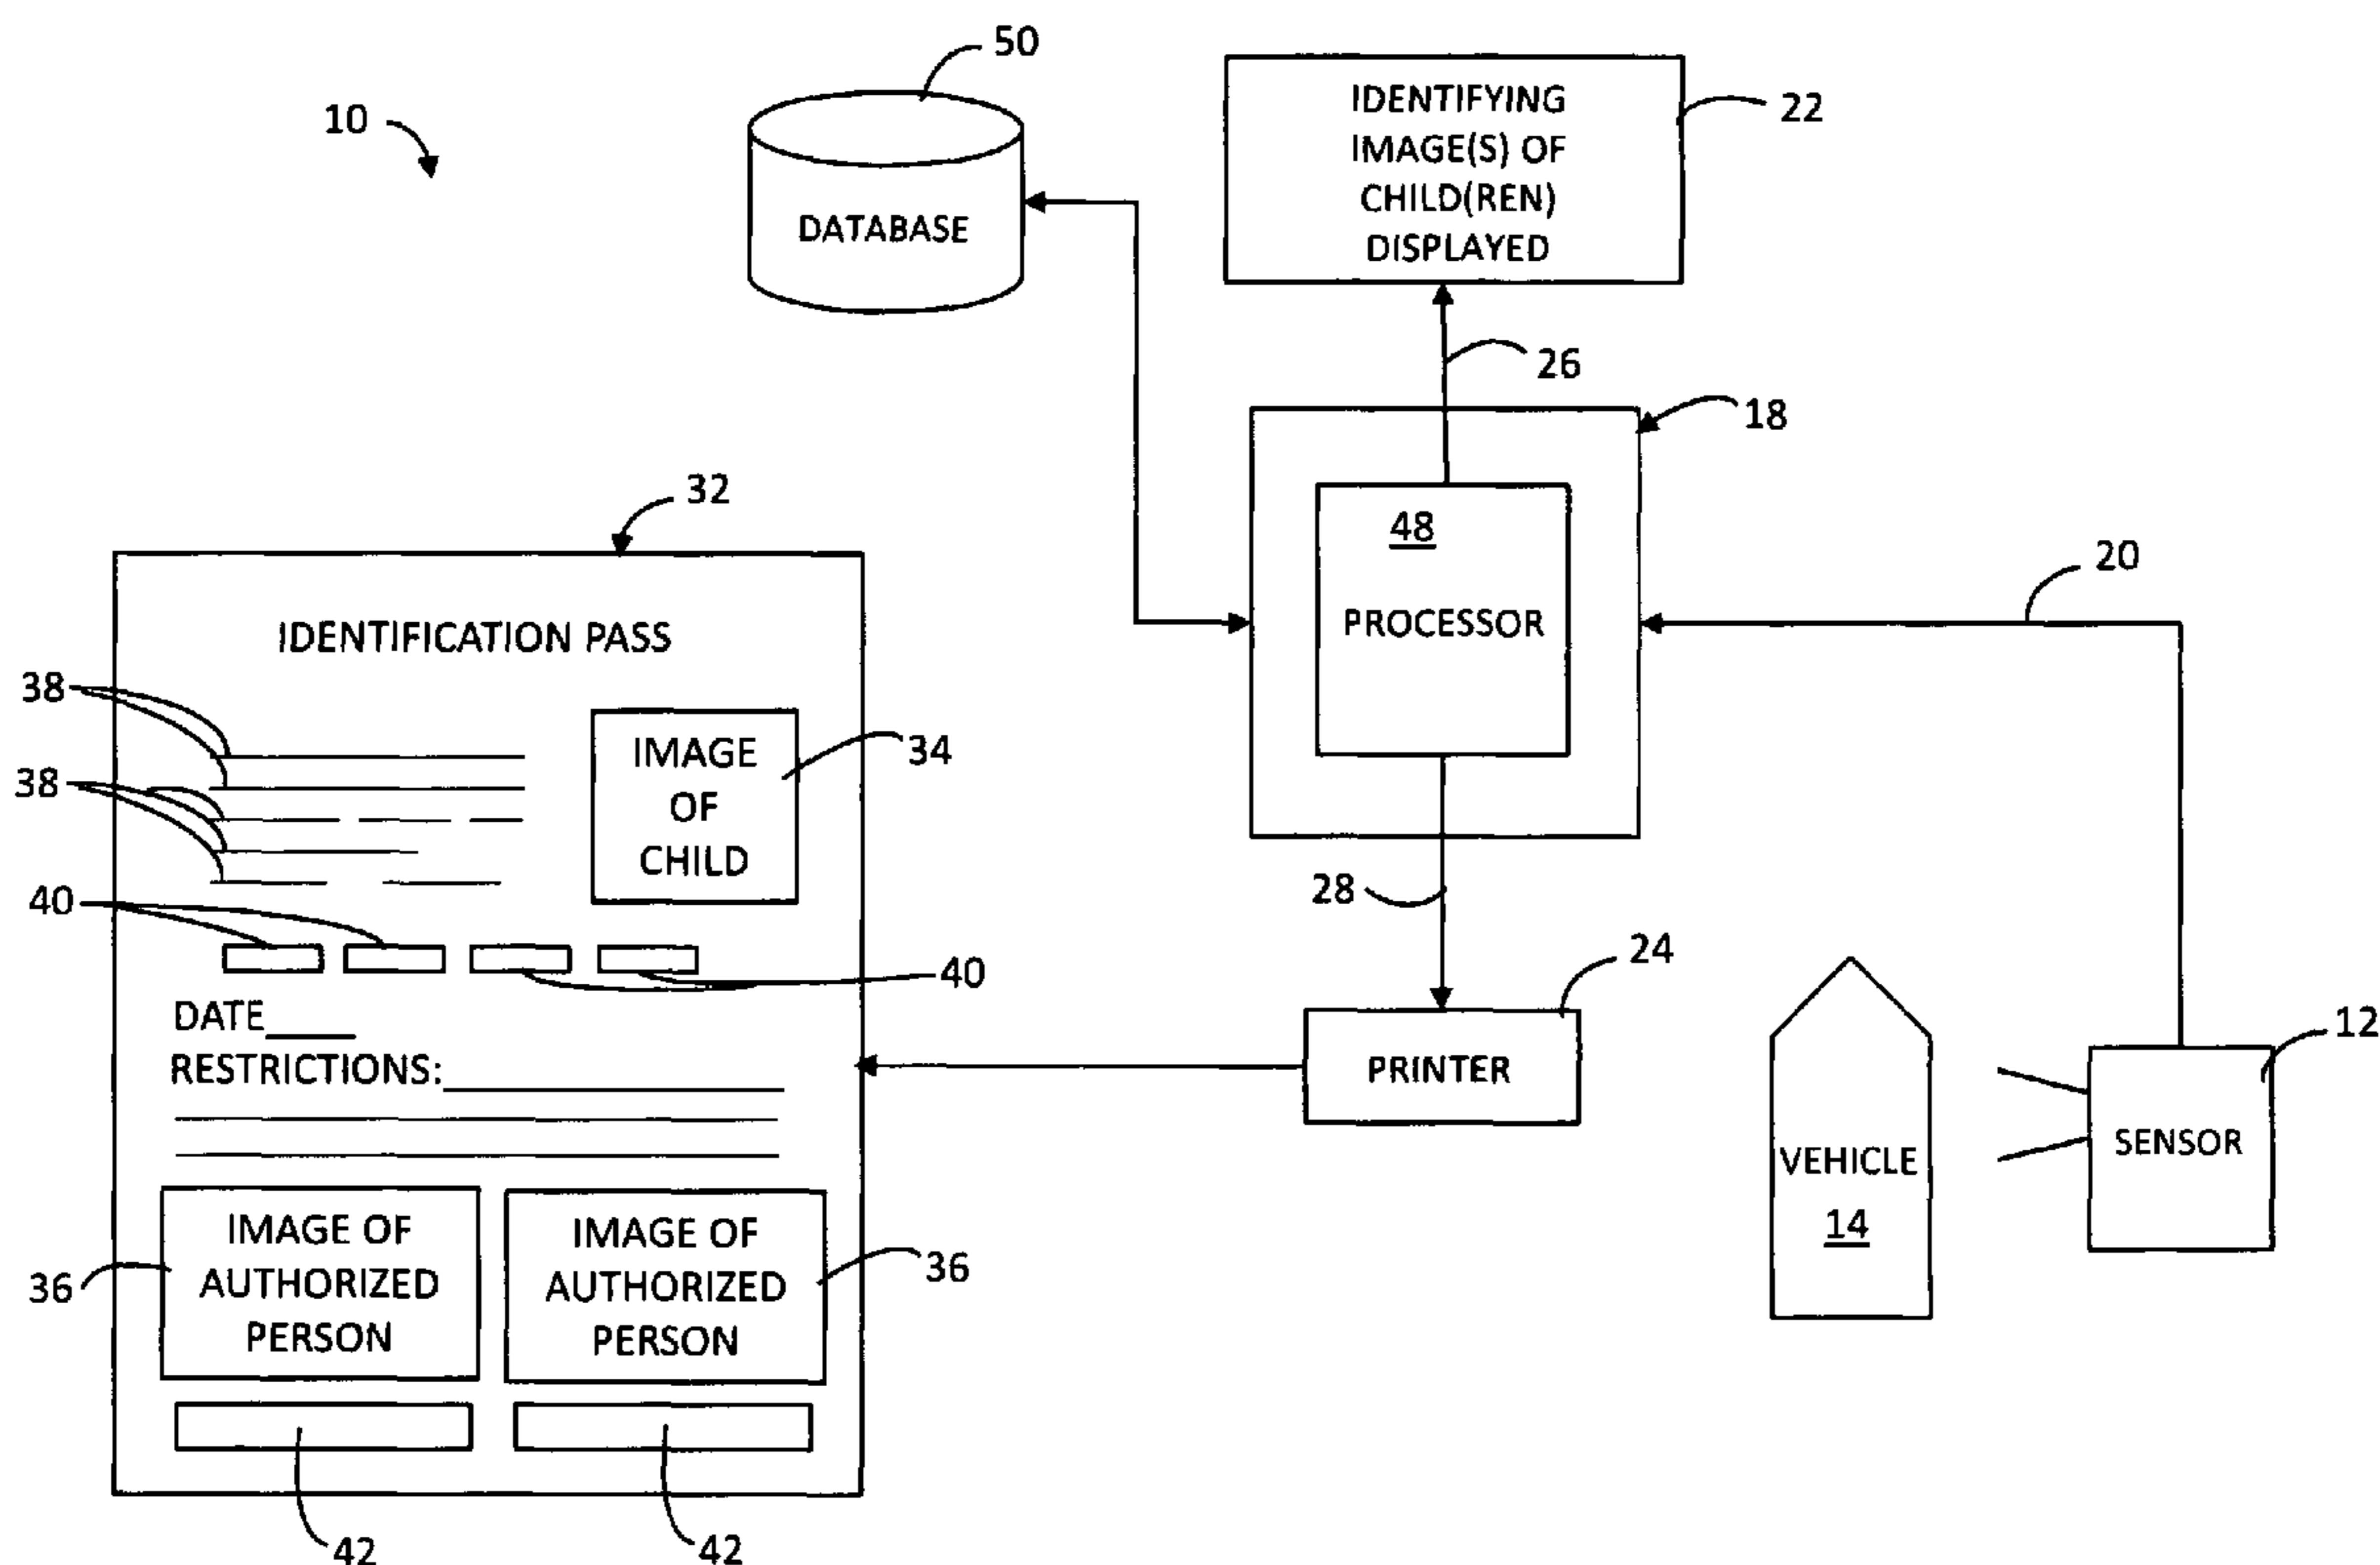 10
50
DATABASE
IDENTIFYING
IMAGE(S) OF
CHILD(REN)
DISPLAYED
22
26
18
48
PROCESSOR
20
28
24
PRINTER
12
SENSOR
VEHICLE
14
32
IDENTIFICATION PASS
38
38
IMAGE
OF
CHILD
34
40
40
DATE
RESTRICTIONS:
IMAGE OF
AUTHORIZED
PERSON
36
IMAGE OF
AUTHORIZED
PERSON
36
42
42